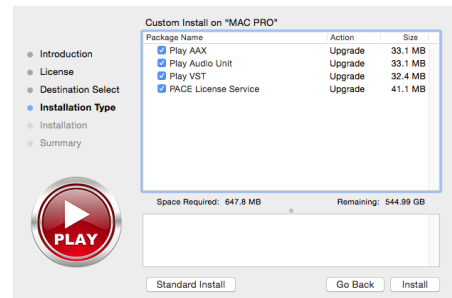 Custom Install on "MAC PRO"
Package Name Action Size
Play AAX Upgrade 33.1 MB
Play Audio Unit Upgrade 33.1 MB
Play VST Upgrade 32.4 MB
PACE License Service Upgrade 41.1 MB
Introduction
License
Destination Select
Installation Type
Installation
Summary
PLAY
Space Required: 647.8 MB Remaining: 544.99 GB
Standard Install Go Back Install